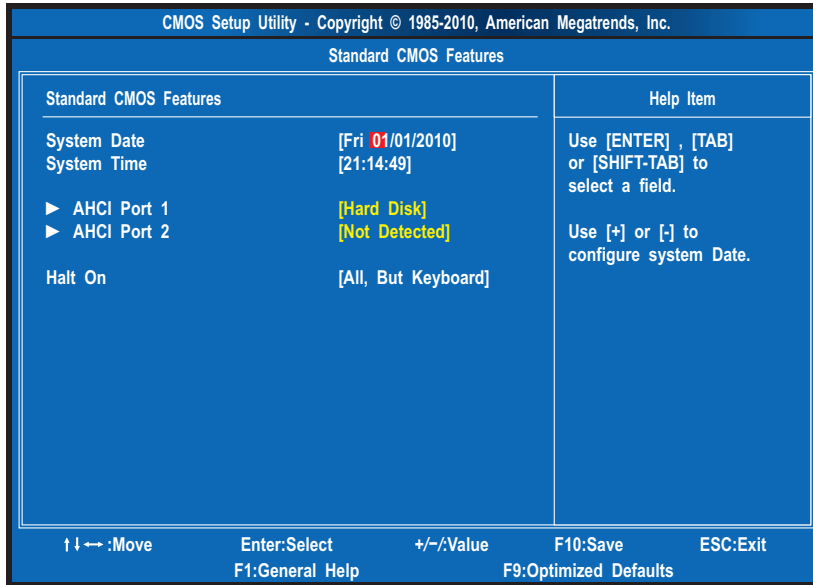 CMOS Setup Utility - Copyright © 1985-2010, American Megatrends, Inc.
Standard CMOS Features
Standard CMOS Features
System Date [Fri 01/01/2010]
System Time [21:14:49]
► AHCI Port 1 [Hard Disk]
► AHCI Port 2 [Not Detected]
Halt On [All, But Keyboard]
Help Item
Use [ENTER] , [TAB]
or [SHIFT-TAB] to
select a field.
Use [+] or [-] to
configure system Date.
↑↓←→ :Move Enter:Select +/−/:Value F10:Save ESC:Exit
F1:General Help F9:Optimized Defaults